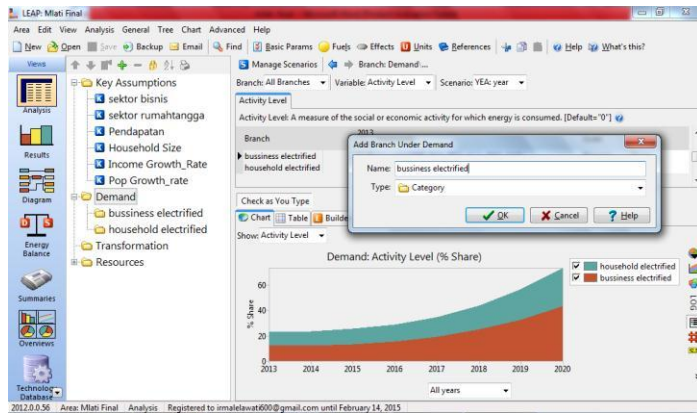 LEAP: Mlati Final
Area Edit View Analysis General Tree Chart Advanced Help
New Open Save Backup Email Find Basic Params Fuels Effects Units References Help What's this?
Views
Manage Scenarios Branch: Demand\...
Branch: All Branches Variable: Activity Level Scenario: YEA: year
Activity Level
Activity Level: A measure of the social or economic activity for which energy is consumed. [Default="0"]
Branch 2013
bussiness electrified
household electrified
Check as You Type
Chart Table Builde
Show: Activity Level
Analysis
Results
Diagram
Energy
Balance
Summaries
Overviews
Technolog
Database
Key Assumptions
sektor bisnis
sektor rumahtangga
Pendapatan
Household Size
Income Growth_Rate
Pop Growth_rate
Demand
bussiness electrified
household electrified
Transformation
Resources
Add Branch Under Demand
Name: bussiness electrified
Type: Category
OK Cancel Help
Demand: Activity Level (% Share)
% Share
60
40
20
0
2013 2014 2015 2016 2017 2018 2019 2020
household electrified
bussiness electrified
All years
LOG
2012.0.0.56 Area: Mlati Final Analysis Registered to irmalelawati600@gmail.com until February 14, 2015